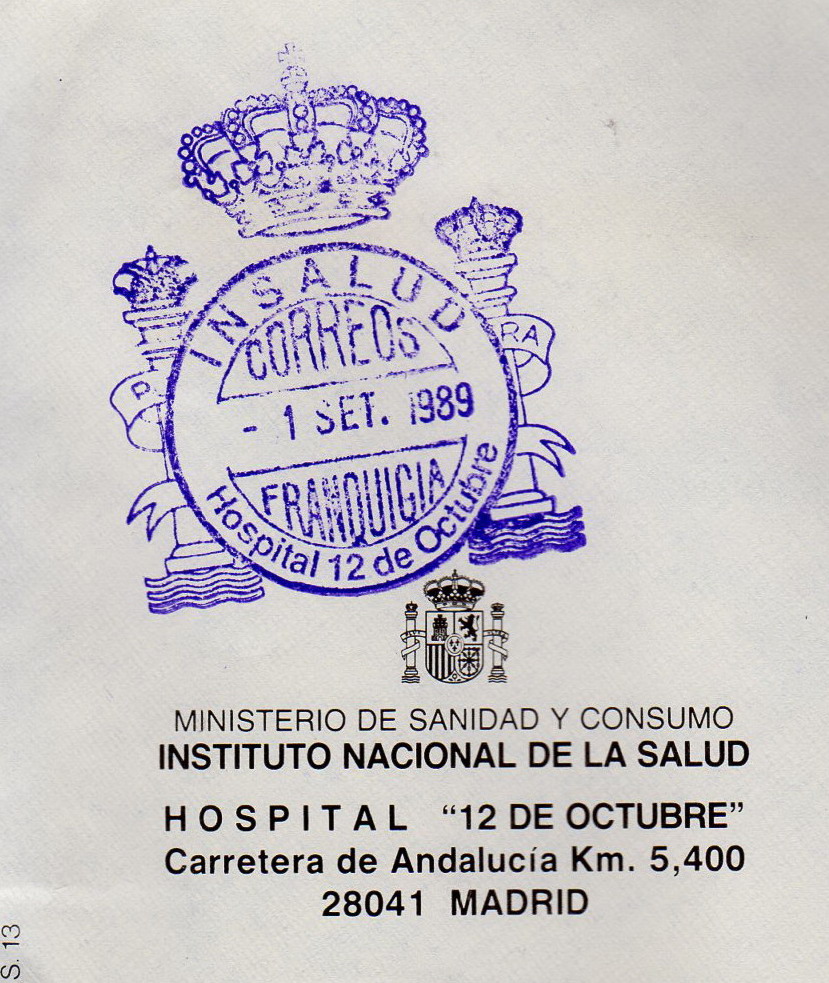 INSALUD
CORREOS
- 1 SET. 1989
FRANQUICIA
Hospital 12 de Octubre
P
RA
MINISTERIO DE SANIDAD Y CONSUMO
INSTITUTO NACIONAL DE LA SALUD
HOSPITAL “12 DE OCTUBRE”
Carretera de Andalucía Km. 5,400
28041 MADRID
S. 13